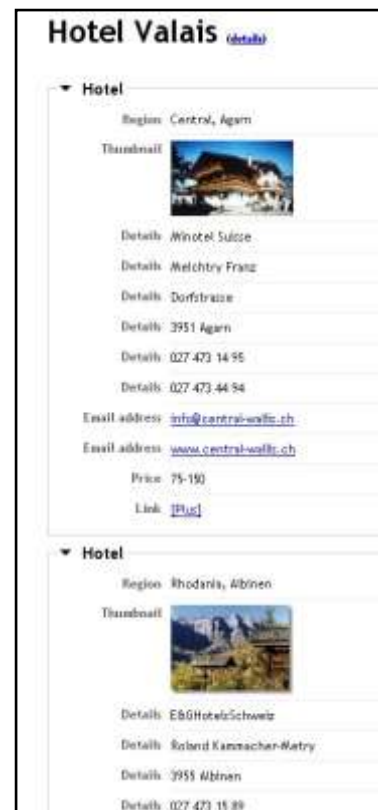 Hotel Valais (details)
Hotel
Region Central, Agarn
Thumbnail
Details Minotel Suisse
Details Melchtry Franz
Details Dorfstrasse
Details 3951 Agarn
Details 027 473 14 95
Details 027 473 44 94
Email address info@central-wallis.ch
Email address www.central-wallis.ch
Price 75-150
Link [Plus]
Hotel
Region Rhodania, Albinen
Thumbnail
Details E&GHotelsSchweiz
Details Roland Kammacher-Metry
Details 3955 Albinen
Details 027 473 15 89